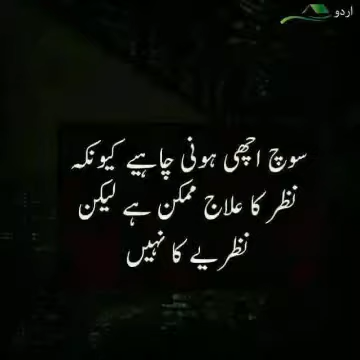 اردو
سوچ اچھی ہونی چاہیے کیونکہ
نظر کا علاج ممکن ہے لیکن
نظریے کا نہیں